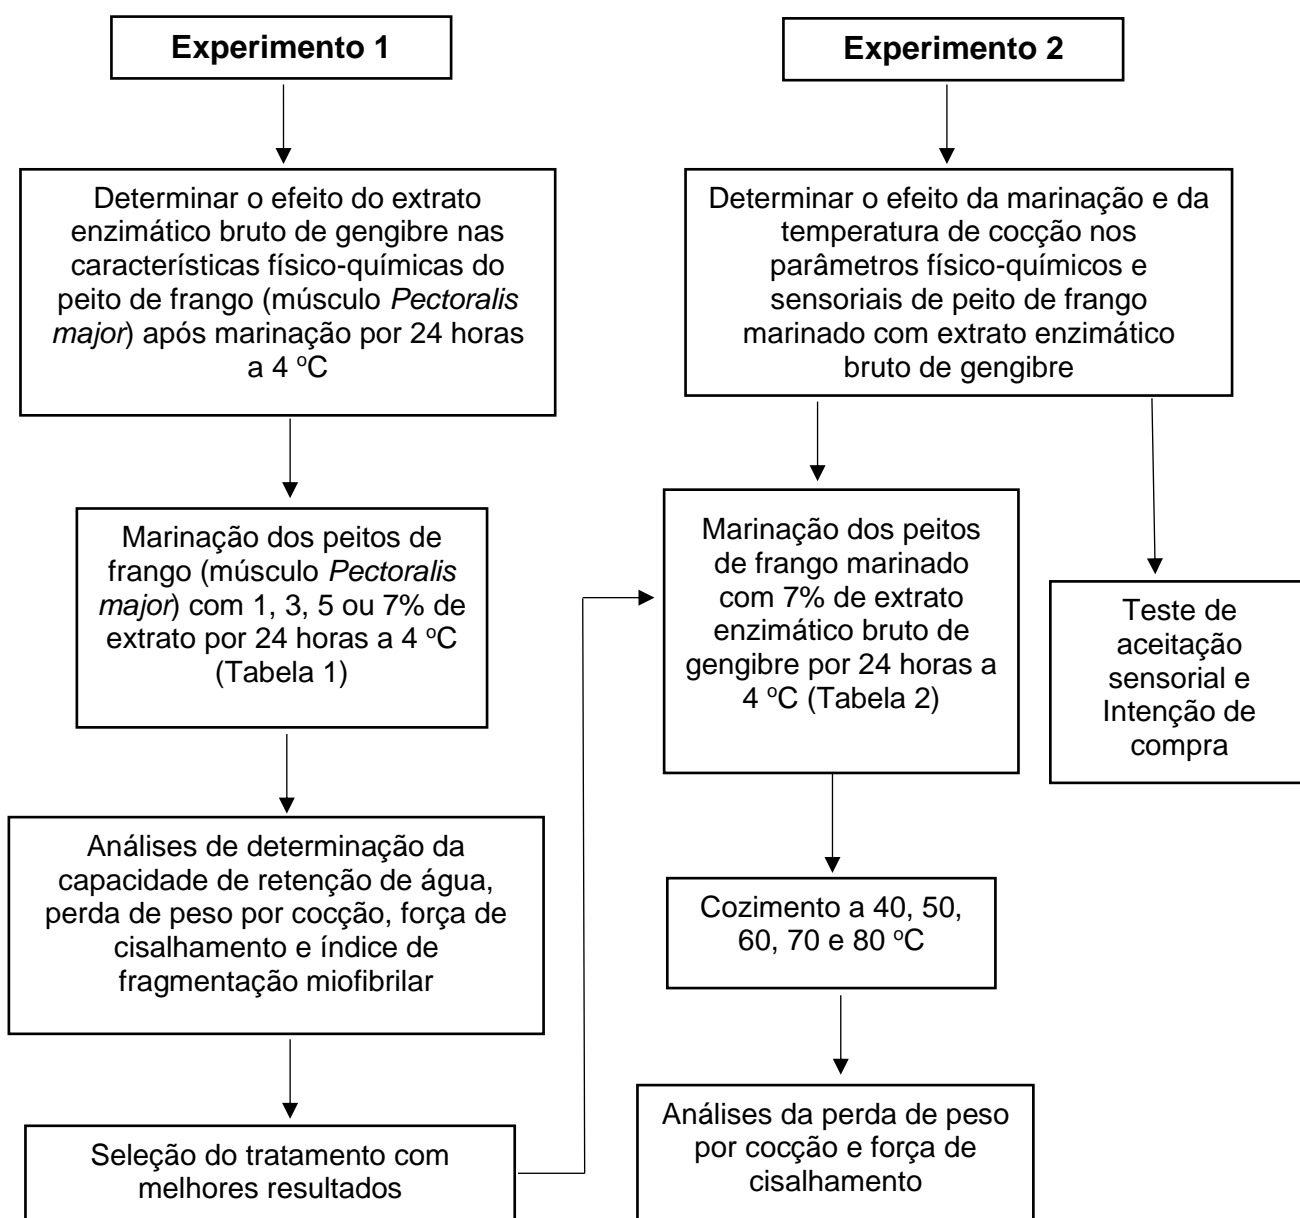 Experimento 1
Determinar o efeito do extrato
enzimático bruto de gengibre nas
características físico-químicas do
peito de frango (músculo Pectoralis
major) após marinação por 24 horas
a 4 ºC
Marinação dos peitos de
frango (músculo Pectoralis
major) com 1, 3, 5 ou 7% de
extrato por 24 horas a 4 ºC
(Tabela 1)
Análises de determinação da
capacidade de retenção de água,
perda de peso por cocção, força de
cisalhamento e índice de
fragmentação miofibrilar
Seleção do tratamento com
melhores resultados
Experimento 2
Determinar o efeito da marinação e da
temperatura de cocção nos
parâmetros físico-químicos e
sensoriais de peito de frango
marinado com extrato enzimático
bruto de gengibre
Marinação dos peitos
de frango marinado
com 7% de extrato
enzimático bruto de
gengibre por 24 horas a
4 ºC (Tabela 2)
Cozimento a 40, 50,
60, 70 e 80 ºC
Análises da perda de peso
por cocção e força de
cisalhamento
Teste de
aceitação
sensorial e
Intenção de
compra